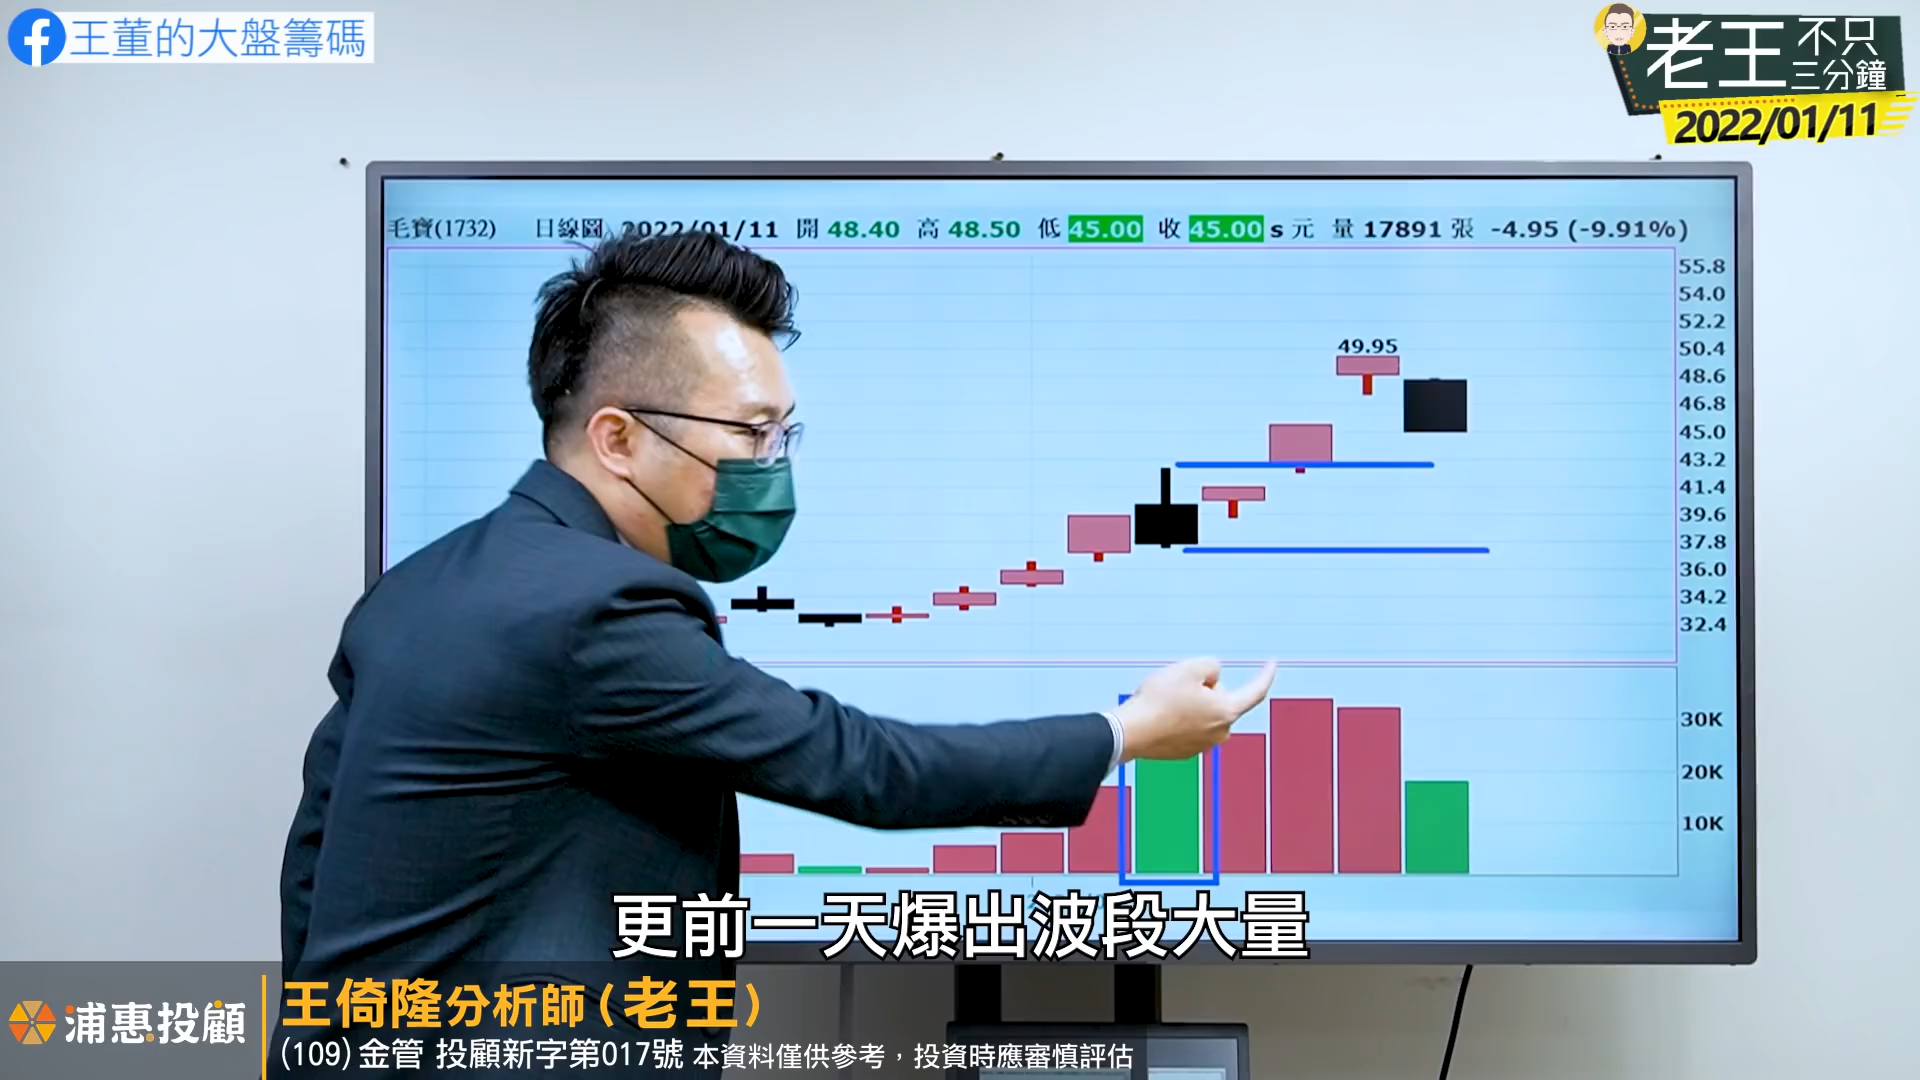 王董的大盤籌碼
老王不只三分鐘
2022/01/11
毛寶(1732) 日線圖 2022/01/11 開 48.40 高 48.50 低 45.00 收 45.00 s 元 量 17891 張 -4.95 (-9.91%)
55.8
54.0
52.2
50.4
48.6
46.8
45.0
43.2
41.4
39.6
37.8
36.0
34.2
32.4
49.95
30K
20K
10K
更前一天爆出波段大量
浦惠投顧
王倚隆分析師(老王)
(109)金管 投顧新字第017號 本資料僅供參考，投資時應審慎評估